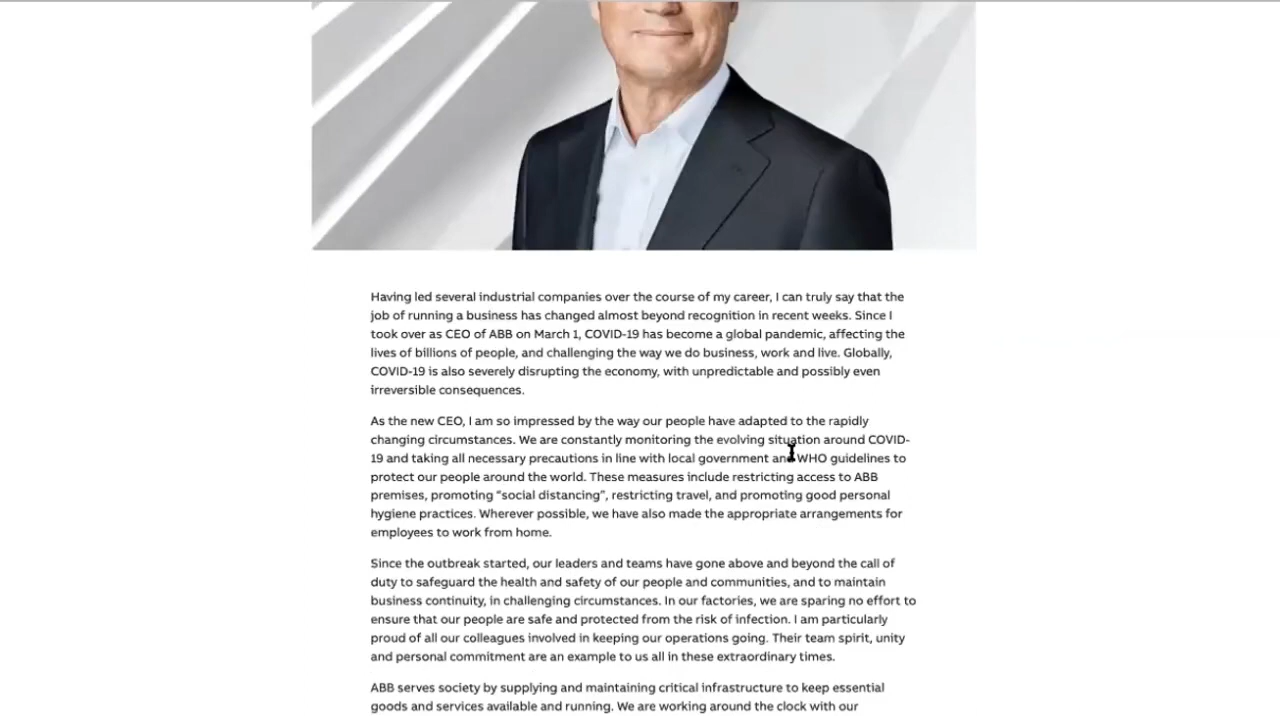 Having led several industrial companies over the course of my career, I can truly say that the
job of running a business has changed almost beyond recognition in recent weeks. Since I
took over as CEO of ABB on March 1, COVID-19 has become a global pandemic, affecting the
lives of billions of people, and challenging the way we do business, work and live. Globally,
COVID-19 is also severely disrupting the economy, with unpredictable and possibly even
irreversible consequences.
As the new CEO, I am so impressed by the way our people have adapted to the rapidly
changing circumstances. We are constantly monitoring the evolving situation around COVID-
19 and taking all necessary precautions in line with local government and WHO guidelines to
protect our people around the world. These measures include restricting access to ABB
premises, promoting “social distancing”, restricting travel, and promoting good personal
hygiene practices. Wherever possible, we have also made the appropriate arrangements for
employees to work from home.
Since the outbreak started, our leaders and teams have gone above and beyond the call of
duty to safeguard the health and safety of our people and communities, and to maintain
business continuity, in challenging circumstances. In our factories, we are sparing no effort to
ensure that our people are safe and protected from the risk of infection. I am particularly
proud of all our colleagues involved in keeping our operations going. Their team spirit, unity
and personal commitment are an example to us all in these extraordinary times.
ABB serves society by supplying and maintaining critical infrastructure to keep essential
goods and services available and running. We are working around the clock with our